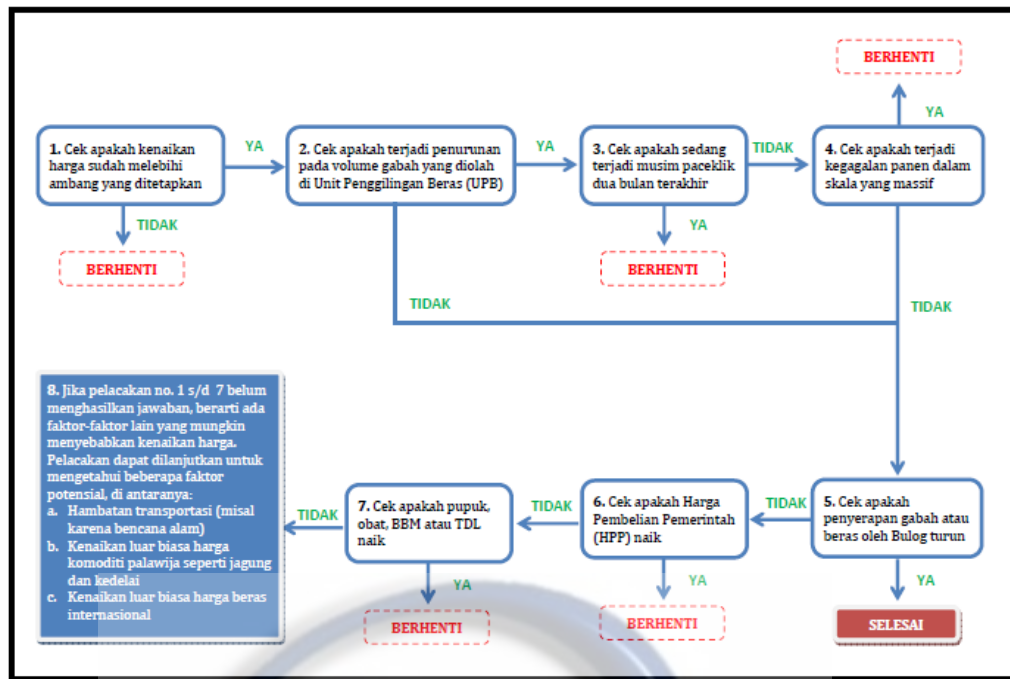 BERHENTI
YA
1. Cek apakah kenaikan
harga sudah melebihi
ambang yang ditetapkan
YA
2. Cek apakah terjadi penurunan
pada volume gabah yang diolah
di Unit Penggilingan Beras (UPB)
YA
3. Cek apakah sedang
terjadi musim paceklik
dua bulan terakhir
TIDAK
4. Cek apakah terjadi
kegagalan panen dalam
skala yang massif
TIDAK
BERHENTI
YA
BERHENTI
TIDAK
TIDAK
8. Jika pelacakan no. 1 s/d 7 belum
menghasilkan jawaban, berarti ada
faktor-faktor lain yang mungkin
menyebabkan kenaikan harga.
Pelacakan dapat dilanjutkan untuk
mengetahui beberapa faktor
potensial, di antaranya:
a. Hambatan transportasi (misal
karena bencana alam)
b. Kenaikan luar biasa harga
komoditi palawija seperti jagung
dan kedelai
c. Kenaikan luar biasa harga beras
internasional
TIDAK
7. Cek apakah pupuk,
obat, BBM atau TDL
naik
TIDAK
6. Cek apakah Harga
Pembelian Pemerintah
(HPP) naik
TIDAK
5. Cek apakah
penyerapan gabah atau
beras oleh Bulog turun
YA
BERHENTI
YA
BERHENTI
YA
SELESAI